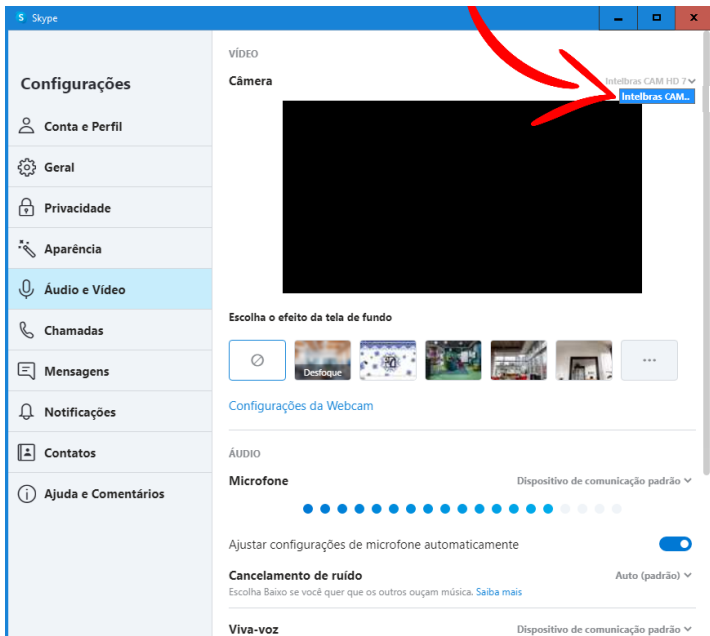 Skype
Configurações
Conta e Perfil
Geral
Privacidade
Aparência
Áudio e Vídeo
Chamadas
Mensagens
Notificações
Contatos
Ajuda e Comentários
VÍDEO
Câmera
Intelbras CAM HD 7
Intelbras CAM..
Escolha o efeito da tela de fundo
Desfoque
Configurações da Webcam
ÁUDIO
Microfone
Dispositivo de comunicação padrão
Ajustar configurações de microfone automaticamente
Cancelamento de ruído
Auto (padrão)
Escolha Baixo se você quer que os outros ouçam música. Saiba mais
Viva-voz
Dispositivo de comunicação padrão